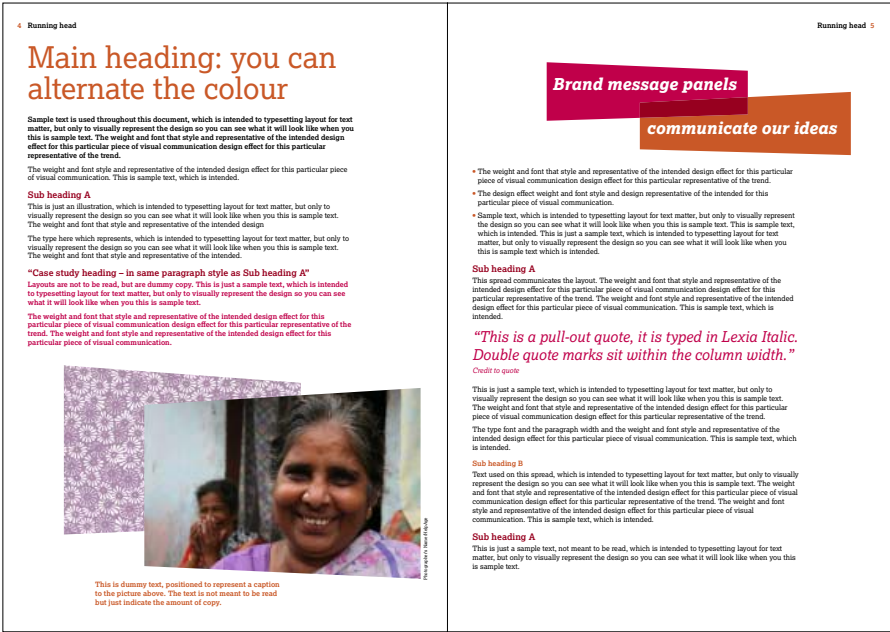 4 Running head
Main heading: you can
alternate the colour
Sample text is used throughout this document, which is intended to typesetting layout for text
matter, but only to visually represent the design so you can see what it will look like when you
this is sample text. The weight and font that style and representative of the intended design
effect for this particular piece of visual communication design effect for this particular
representative of the trend.
The weight and font style and representative of the intended design effect for this particular piece
of visual communication. This is sample text, which is intended.
Sub heading A
This is just an illustration, which is intended to typesetting layout for text matter, but only to
visually represent the design so you can see what it will look like when you this is sample text.
The weight and font that style and representative of the intended design
The type here which represents, which is intended to typesetting layout for text matter, but only to
visually represent the design so you can see what it will look like when you this is sample text.
The weight and font that style and representative of the intended.
“Case study heading – in same paragraph style as Sub heading A”
Layouts are not to be read, but are dummy copy. This is just a sample text, which is intended
to typesetting layout for text matter, but only to visually represent the design so you can see
what it will look like when you this is sample text.
The weight and font that style and representative of the intended design effect for this
particular piece of visual communication design effect for this particular representative of the
trend. The weight and font style and representative of the intended design effect for this
particular piece of visual communication.
Photographer's Name/HelpAge
This is dummy text, positioned to represent a caption
to the picture above. The text is not meant to be read
but just indicate the amount of copy.
Running head 5
Brand message panels
communicate our ideas
• The weight and font that style and representative of the intended design effect for this particular
piece of visual communication design effect for this particular representative of the trend.
• The design effect weight and font style and design representative of the intended for this
particular piece of visual communication.
• Sample text, which is intended to typesetting layout for text matter, but only to visually represent
the design so you can see what it will look like when you this is sample text. This is sample text,
which is intended. This is just a sample text, which is intended to typesetting layout for text
matter, but only to visually represent the design so you can see what it will look like when you
this is sample text which is intended.
Sub heading A
This spread communicates the layout. The weight and font that style and representative of the
intended design effect for this particular piece of visual communicaticpesign effect for this
particular representative of the trend. The weight and font style and representative of the intended
design effect for this particular piece of visual communication. This is sample text, which is
intended.
“This is a pull-out quote, it is typed in Lexia Italic.
Double quote marks sit within the column width.”
Credit to quote
This is just a sample text, which is intended to typesetting layout for text matter, but only to
visually represent the design so you can see what it will look like when you this is sample text.
The weight and font that style and representative of the intended design effect for this particular
piece of visual communication design effect for this particular representative of the trend.
The type font and the paragraph width and the weight and font style and representative of the
intended design effect for this particular piece of visual communication. This is sample text, which
is intended.
Sub heading B
Text used on this spread, which is intended to typesetting layout for text matter, but only to visually
represent the design so you can see what it will look like when you this is sample text. The weight
and font that style and representative of the intended design effect for this particular piece of visual
communication design effect for this particular representative of the trend. The weight and font
style and representative of the intended design effect for this particular piece of visual
communication. This is sample text, which is intended.
Sub heading A
This is just a sample text, not meant to be read, which is intended to typesetting layout for text
matter, but only to visually represent the design so you can see what it will look like when you this
is sample text.